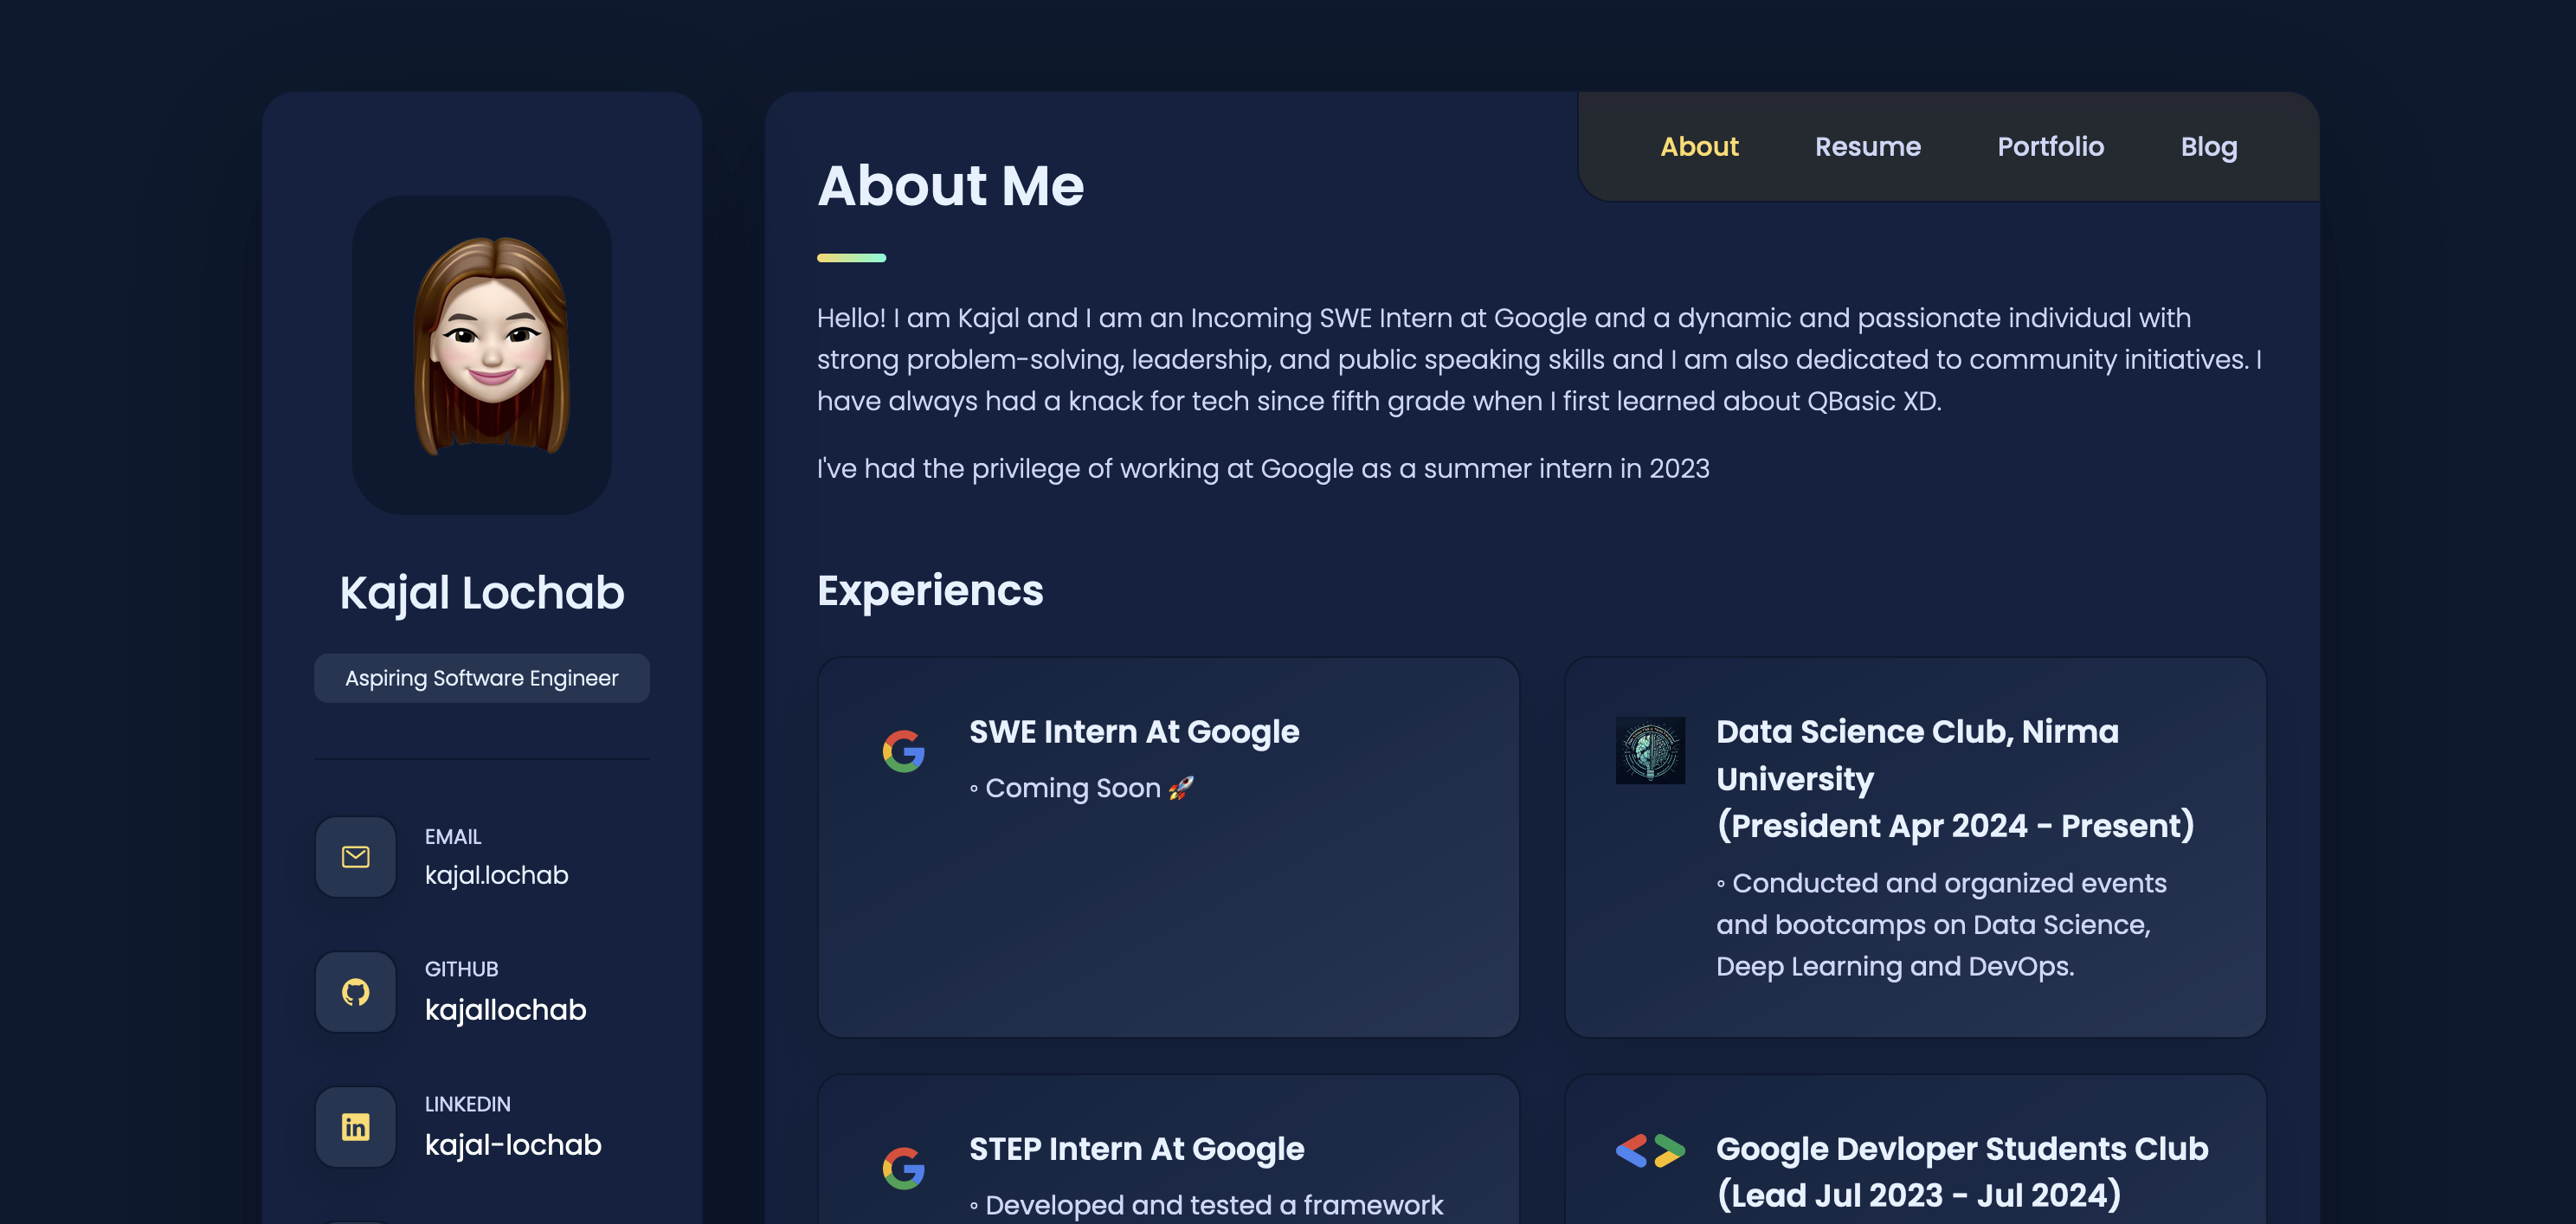 Kajal Lochab
Aspiring Software Engineer
EMAIL
kajal.lochab
GITHUB
kajallochab
LINKEDIN
kajal-lochab
About Resume Portfolio Blog
About Me
Hello! I am Kajal and I am an Incoming SWE Intern at Google and a dynamic and passionate individual with
strong problem-solving, leadership, and public speaking skills and I am also dedicated to community initiatives. I
have always had a knack for tech since fifth grade when I first learned about QBasic XD.
I've had the privilege of working at Google as a summer intern in 2023
Experiencs
SWE Intern At Google
◦ Coming Soon 🚀
Data Science Club, Nirma
University
(President Apr 2024 - Present)
◦ Conducted and organized events
and bootcamps on Data Science,
Deep Learning and DevOps.
STEP Intern At Google
◦ Developed and tested a framework
Google Devloper Students Club
(Lead Jul 2023 - Jul 2024)